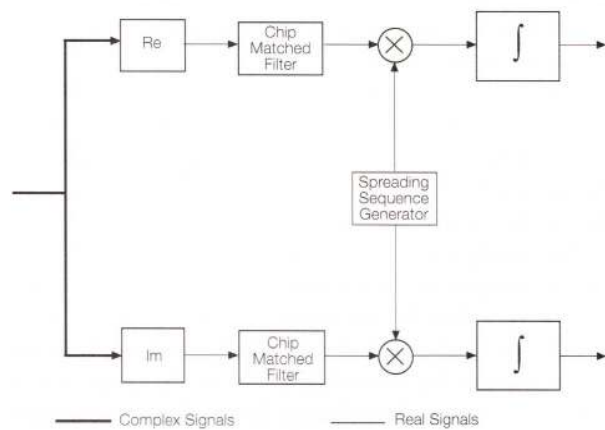 Re
Chip
Matched
Filter
∫
Spreading
Sequence
Generator
Im
Chip
Matched
Filter
∫
Complex Signals
Real Signals